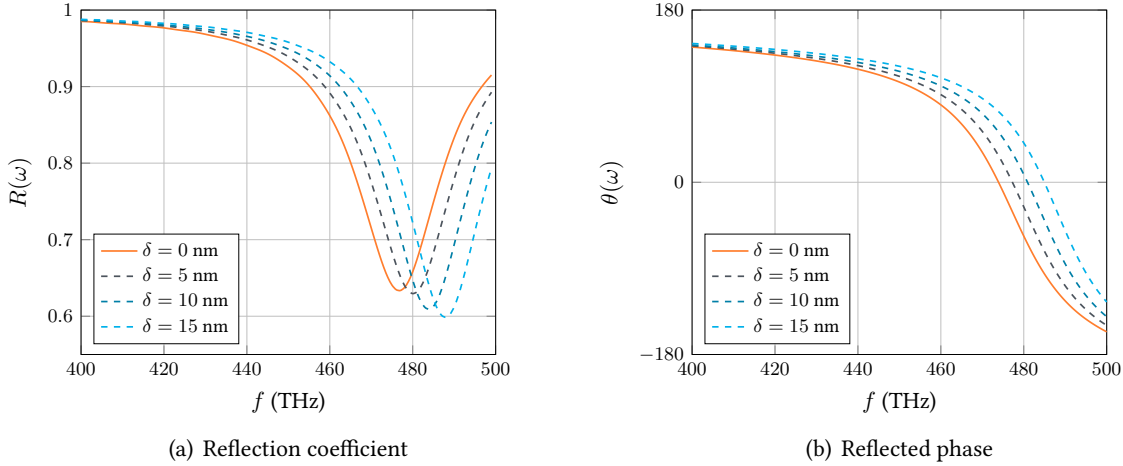 1
0.9
0.8
0.7
0.6
R(ω)
δ = 0 nm
δ = 5 nm
δ = 10 nm
δ = 15 nm
400 420 440 460 480 500
f (THz)
(a) Reflection coefficient
180
0
−180
θ(ω)
δ = 0 nm
δ = 5 nm
δ = 10 nm
δ = 15 nm
400 420 440 460 480 500
f (THz)
(b) Reflected phase